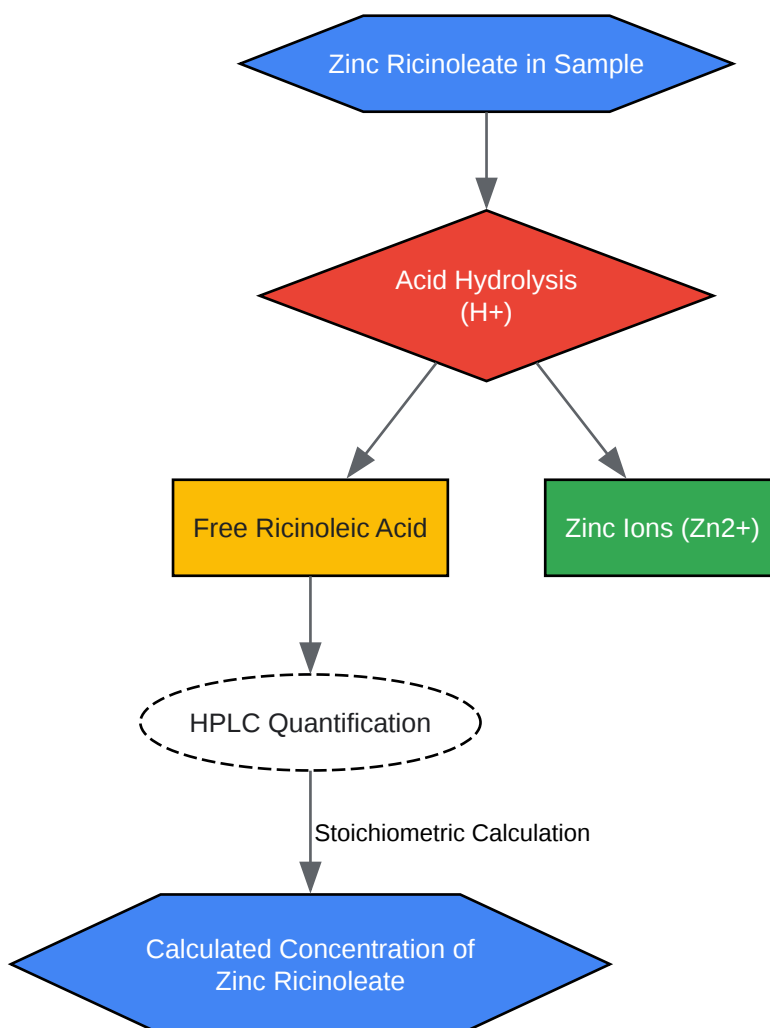 Zinc Ricinoleate in Sample
Acid Hydrolysis
(H+)
Free Ricinoleic Acid
Zinc Ions (Zn2+)
HPLC Quantification
Stoichiometric Calculation
Calculated Concentration of
Zinc Ricinoleate